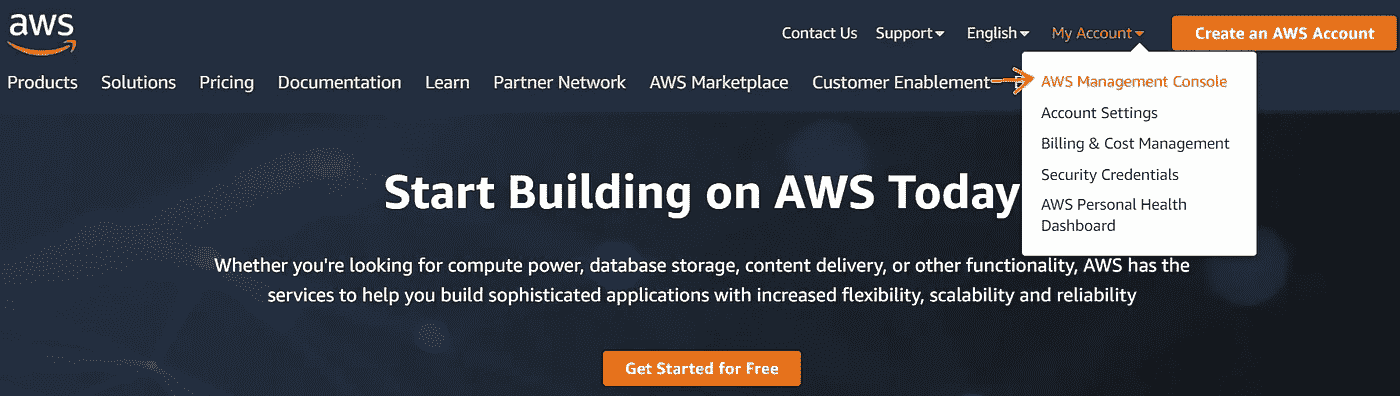 aws
Contact Us Support English My Account Create an AWS Account
Products Solutions Pricing Documentation Learn Partner Network AWS Marketplace Customer Enablement
AWS Management Console
Account Settings
Billing & Cost Management
Security Credentials
AWS Personal Health
Dashboard
Start Building on AWS Today
Whether you're looking for compute power, database storage, content delivery, or other functionality, AWS has the
services to help you build sophisticated applications with increased flexibility, scalability and reliability
Get Started for Free